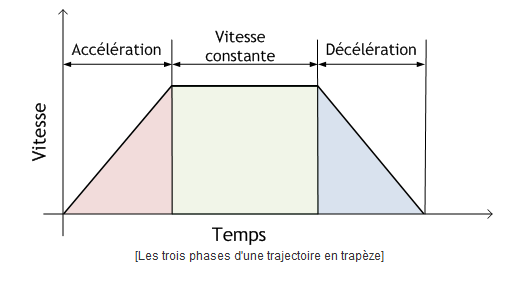 Accélération
Vitesse
constante
Décélération
Vitesse
Temps
[Les trois phases d'une trajectoire en trapèze]